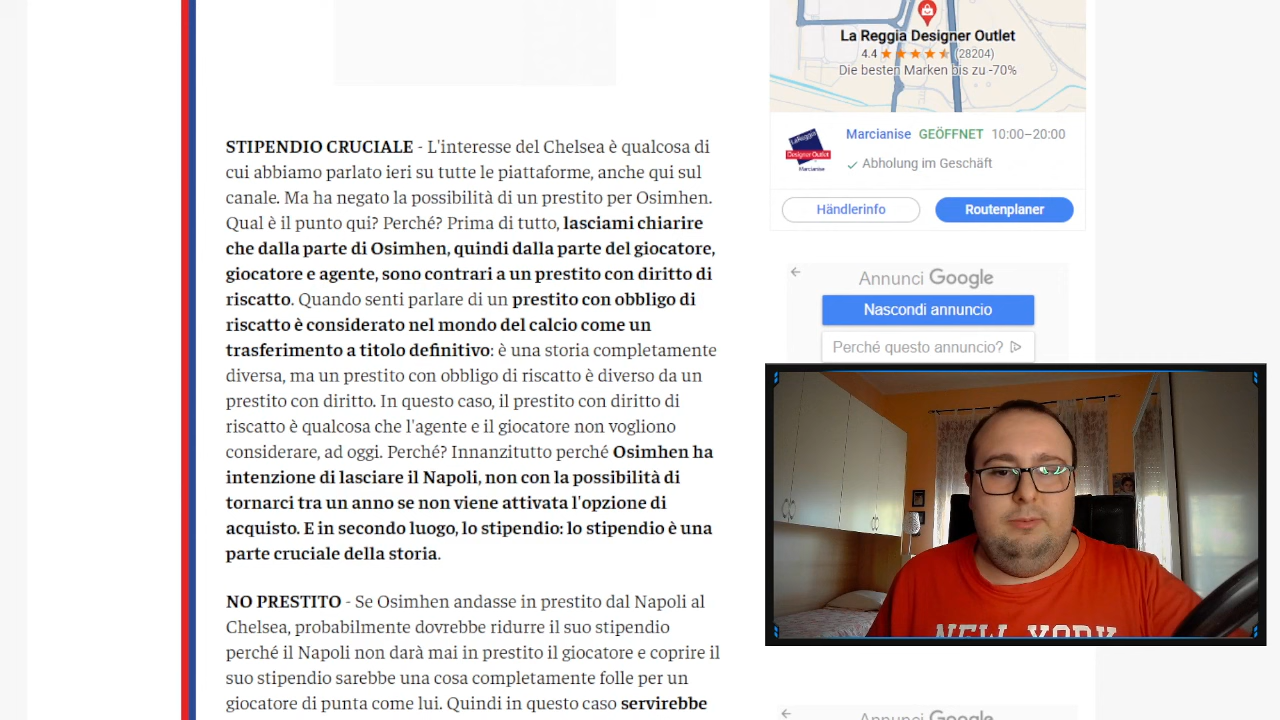 STIPENDIO CRUCIALE - L'interesse del Chelsea è qualcosa di
cui abbiamo parlato ieri su tutte le piattaforme, anche qui sul
canale. Ma ha negato la possibilità di un prestito per Osimhen.
Qual è il punto qui? Perché? Prima di tutto, lasciami chiarire
che dalla parte di Osimhen, quindi dalla parte del giocatore,
giocatore e agente, sono contrari a un prestito con diritto di
riscatto. Quando senti parlare di un prestito con obbligo di
riscatto è considerato nel mondo del calcio come un
trasferimento a titolo definitivo: è una storia completamente
diversa, ma un prestito con obbligo di riscatto è diverso da un
prestito con diritto. In questo caso, il prestito con diritto di
riscatto è qualcosa che l'agente e il giocatore non vogliono
considerare, ad oggi. Perché? Innanzitutto perché Osimhen ha
intenzione di lasciare il Napoli, non con la possibilità di
tornarci tra un anno se non viene attivata l'opzione di
acquisto. E in secondo luogo, lo stipendio: lo stipendio è una
parte cruciale della storia.
NO PRESTITO - Se Osimhen andasse in prestito dal Napoli al
Chelsea, probabilmente dovrebbe ridurre il suo stipendio
perché il Napoli non darà mai in prestito il giocatore e coprire il
suo stipendio sarebbe una cosa completamente folle per un
giocatore di punta come lui. Quindi in questo caso servirebbe
La Reggia Designer Outlet
4.4 (28204)
Die besten Marken bis zu -70%
LaReggia
Designer Outlet
Marcianise
Marcianise GEÖFFNET 10:00–20:00
Abholung im Geschäft
Händlerinfo
Routenplaner
Annunci Google
Nascondi annuncio
Perché questo annuncio?
NEW YORK
Annunci Google